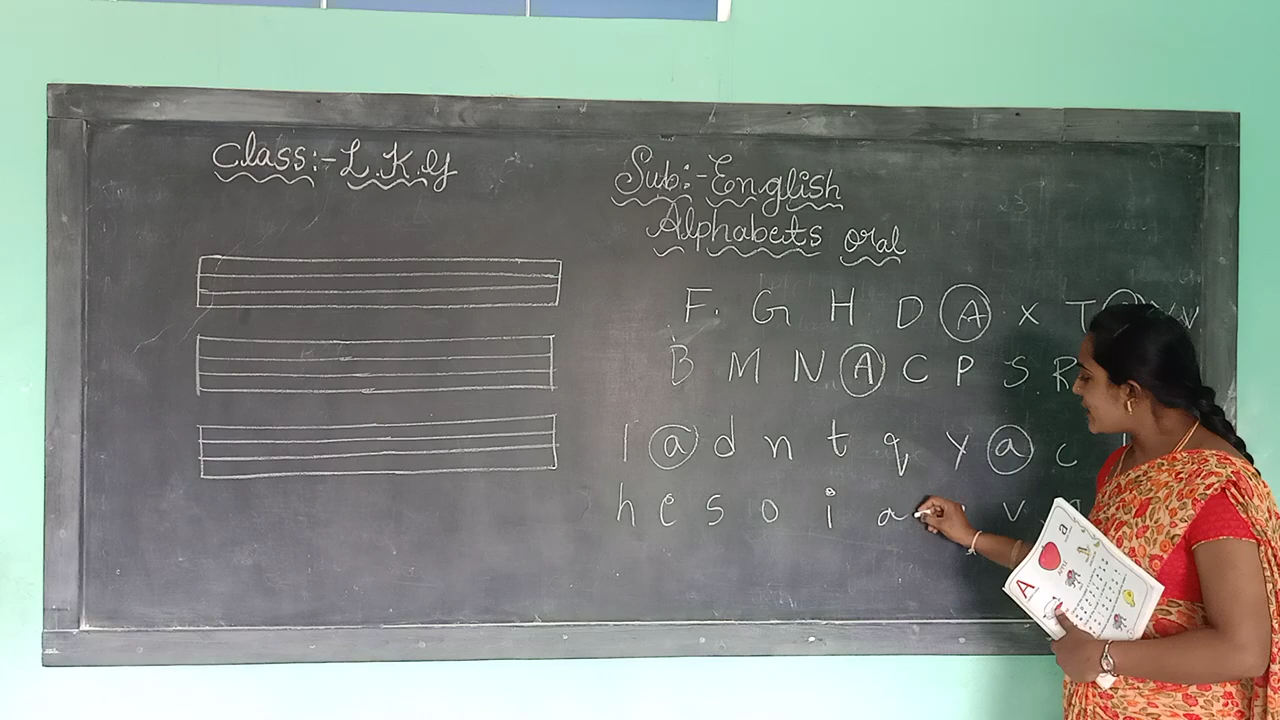 Class:- L.K.G
Sub:- English
Alphabets oral
F. G H D A X T
B M N A C P S R
l a d n t q y a c
h e s o i a v
A a